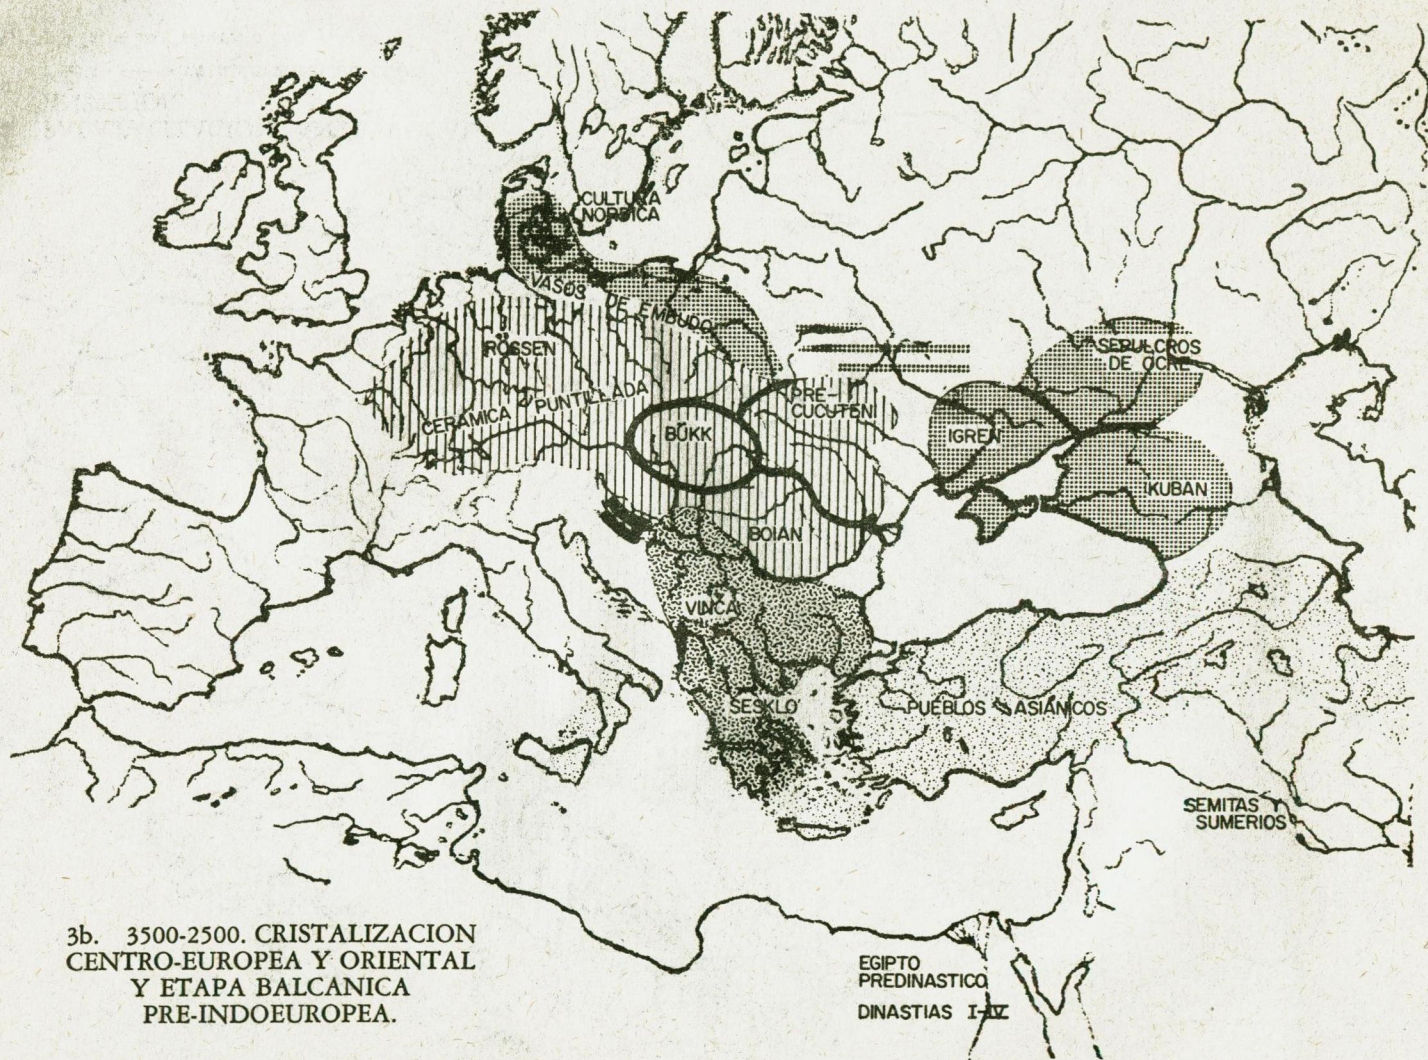 CULTURA
NORDICA
VASOS DE EMBUDO
RÖSSEN
CERAMICA PUNTILLADA
BÜKK
PRE-
CUCUTENI
SEPULCROS
DE OCRE
IGREN
KUBAN
BOIAN
VINCA
SESKLO
PUEBLOS ASIANICOS
SEMITAS Y
SUMERIOS
EGIPTO
PREDINASTICO
DINASTIAS I-IV
3b. 3500-2500. CRISTALIZACION
CENTRO-EUROPEA Y ORIENTAL
Y ETAPA BALCANICA
PRE-INDOEUROPEA.